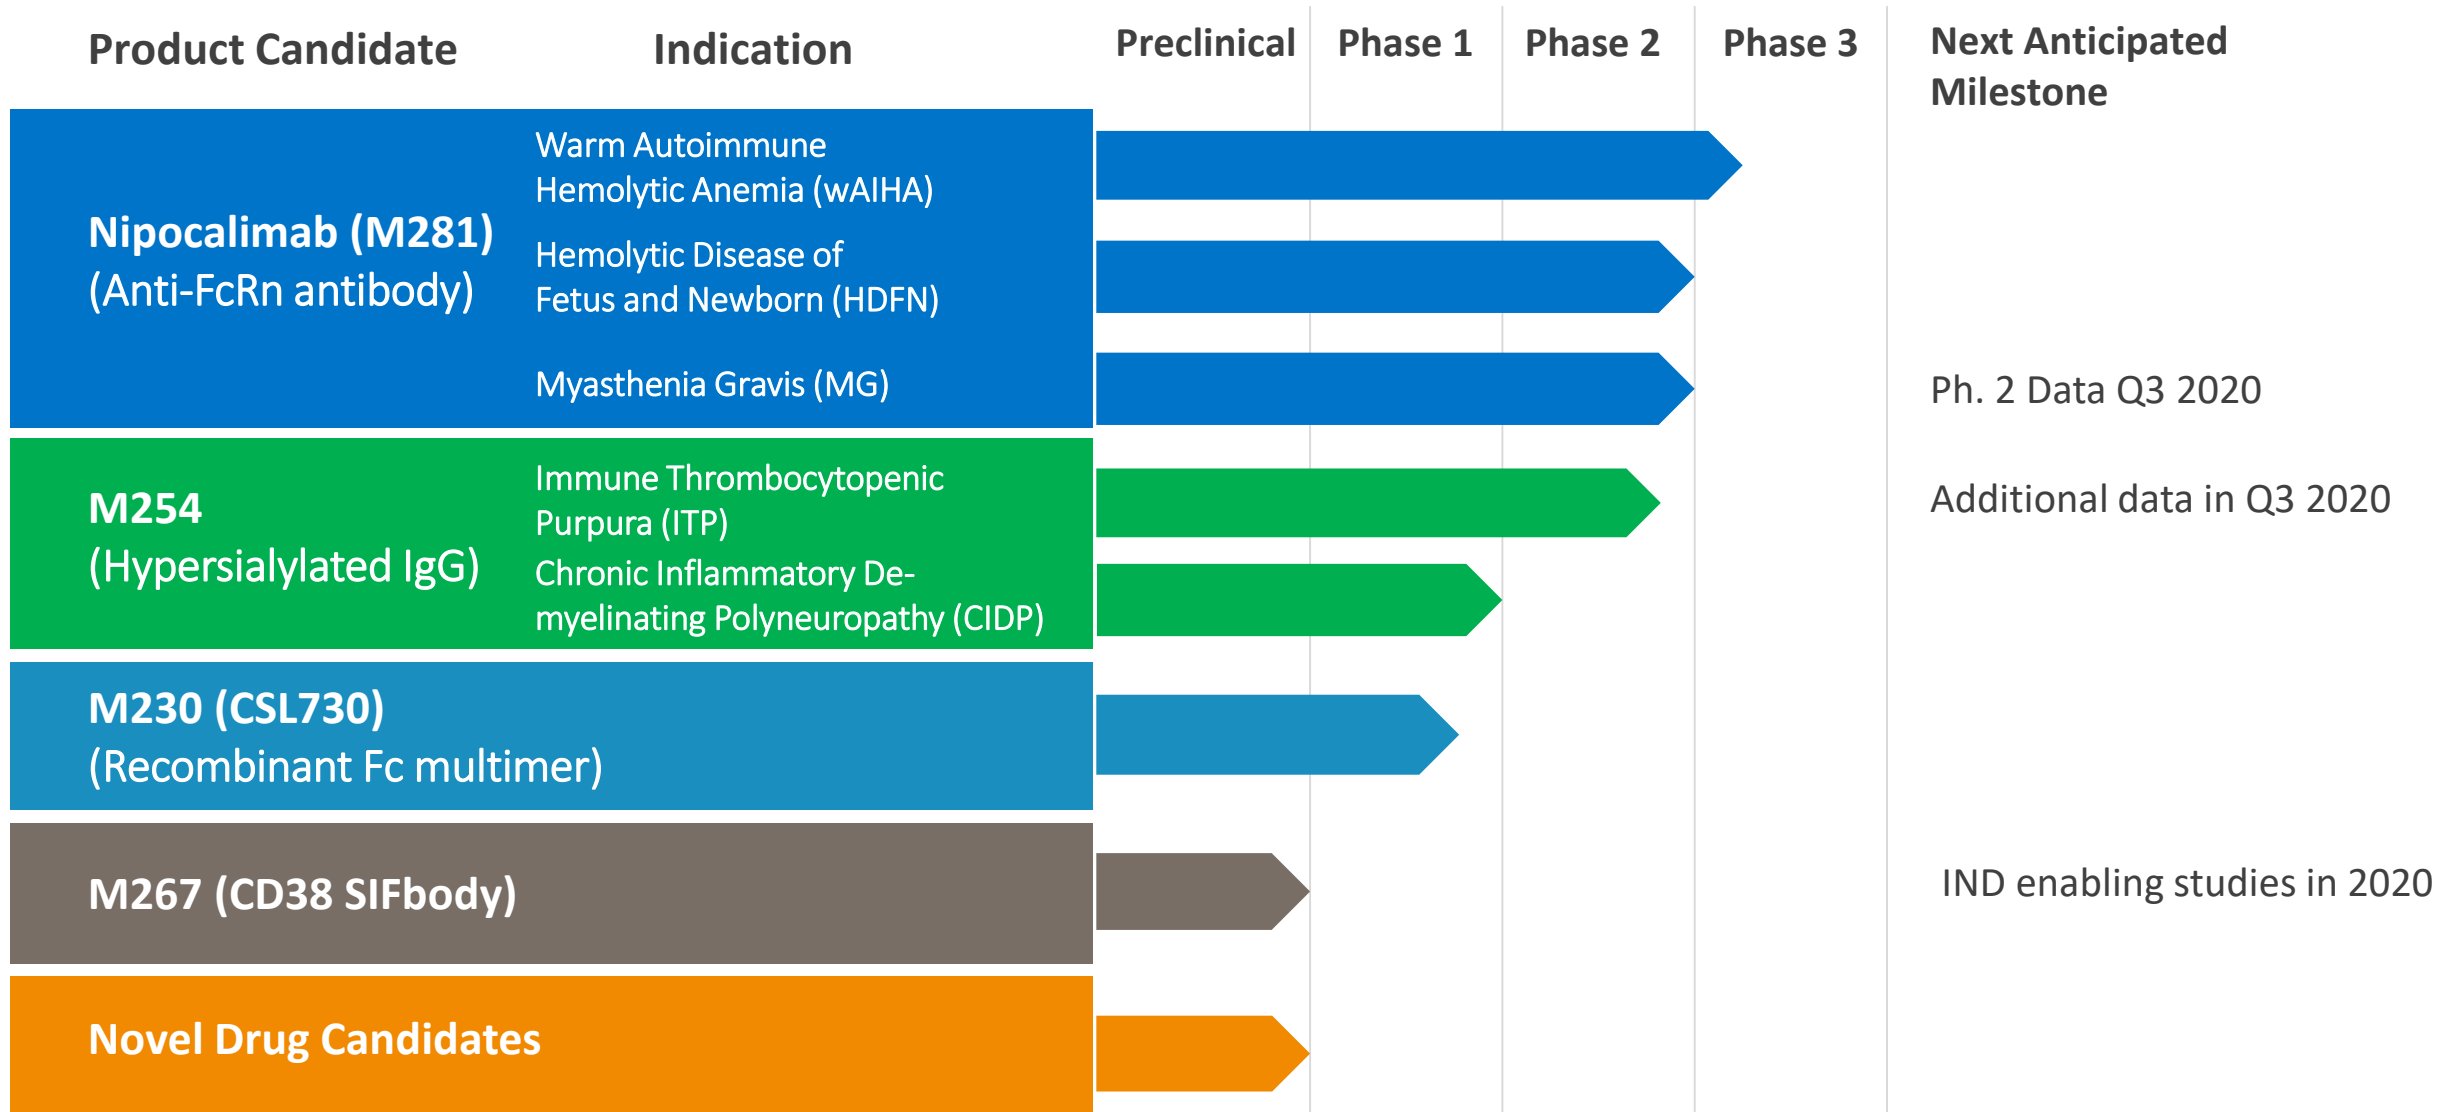 Product Candidate
Indication
Preclinical
Phase 1
Phase 2
Phase 3
Next Anticipated
Milestone
Nipocalimab (M281)
(Anti-FcRn antibody)
Warm Autoimmune
Hemolytic Anemia (wAIHA)
Hemolytic Disease of
Fetus and Newborn (HDFN)
Myasthenia Gravis (MG)
Ph. 2 Data Q3 2020
M254
(Hypersialylated IgG)
Immune Thrombocytopenic
Purpura (ITP)
Additional data in Q3 2020
Chronic Inflammatory De-
myelinating Polyneuropathy (CIDP)
M230 (CSL730)
(Recombinant Fc multimer)
M267 (CD38 SIFbody)
IND enabling studies in 2020
Novel Drug Candidates